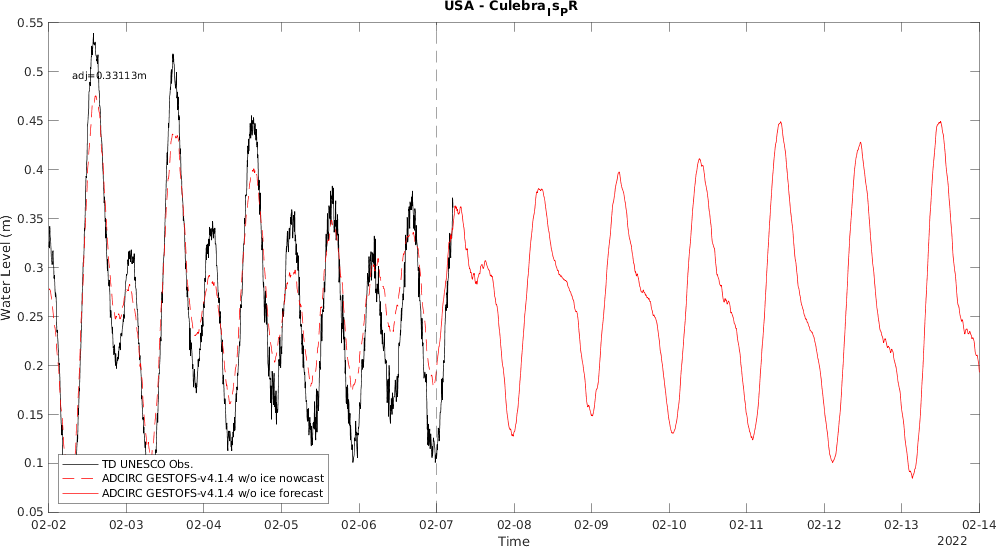 USA - Culebra_Is_PR
0.55
0.5
0.45
0.4
0.35
0.3
0.25
0.2
0.15
0.1
0.05
Water Level (m)
adj=0.33113m
TD UNESCO Obs.
ADCIRC GESTOFS-v4.1.4 w/o ice nowcast
ADCIRC GESTOFS-v4.1.4 w/o ice forecast
02-02 02-03 02-04 02-05 02-06 02-07 02-08 02-09 02-10 02-11 02-12 02-13 02-14
Time
2022